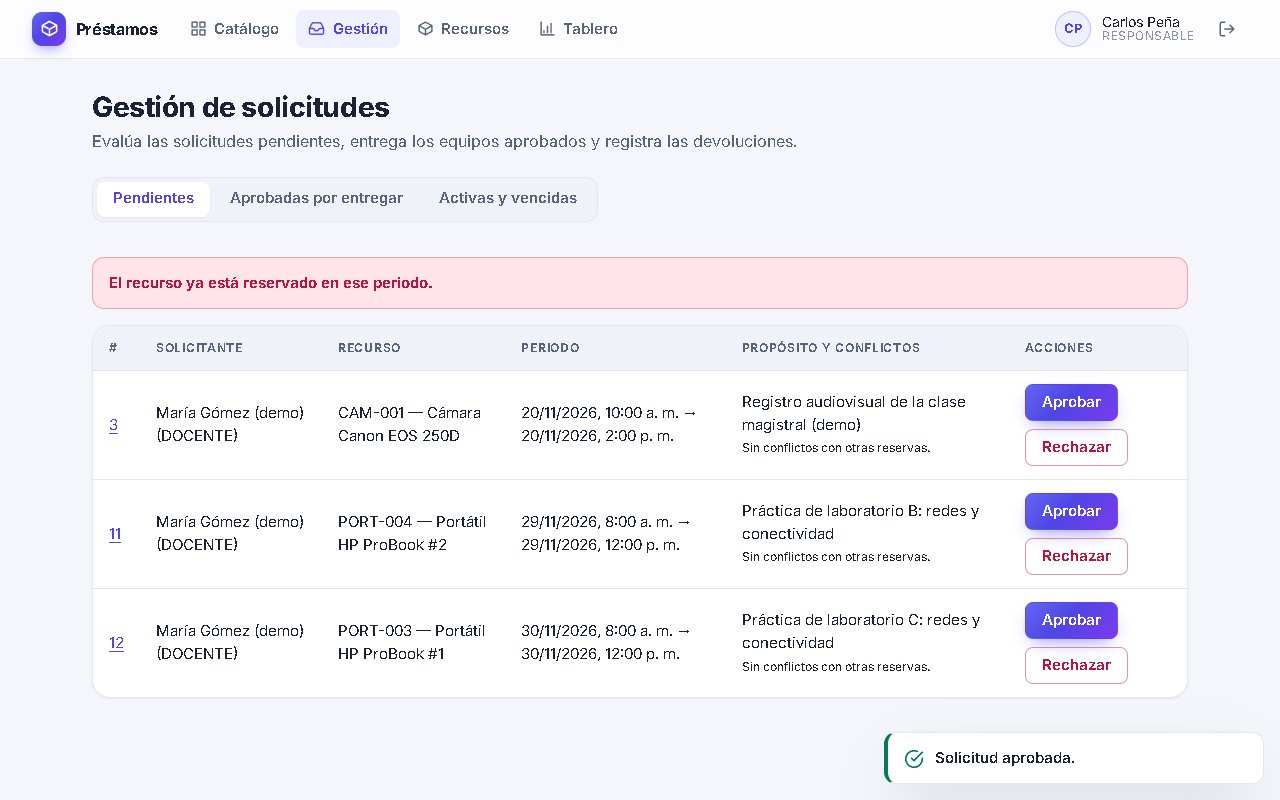 Préstamos
Catálogo
Gestión
Recursos
Tablero
CP
Carlos Peña
RESPONSABLE
Gestión de solicitudes
Evalúa las solicitudes pendientes, entrega los equipos aprobados y registra las devoluciones.
Pendientes
Aprobadas por entregar
Activas y vencidas
El recurso ya está reservado en ese periodo.
# SOLICITANTE RECURSO PERIODO PROPÓSITO Y CONFLICTOS ACCIONES
3
María Gómez (demo)
(DOCENTE)
CAM-001 — Cámara
Canon EOS 250D
20/11/2026, 10:00 a. m. →
20/11/2026, 2:00 p. m.
Registro audiovisual de la clase
magistral (demo)
Sin conflictos con otras reservas.
Aprobar
Rechazar
11
María Gómez (demo)
(DOCENTE)
PORT-004 — Portátil
HP ProBook #2
29/11/2026, 8:00 a. m. →
29/11/2026, 12:00 p. m.
Práctica de laboratorio B: redes y
conectividad
Sin conflictos con otras reservas.
Aprobar
Rechazar
12
María Gómez (demo)
(DOCENTE)
PORT-003 — Portátil
HP ProBook #1
30/11/2026, 8:00 a. m. →
30/11/2026, 12:00 p. m.
Práctica de laboratorio C: redes y
conectividad
Sin conflictos con otras reservas.
Aprobar
Rechazar
Solicitud aprobada.